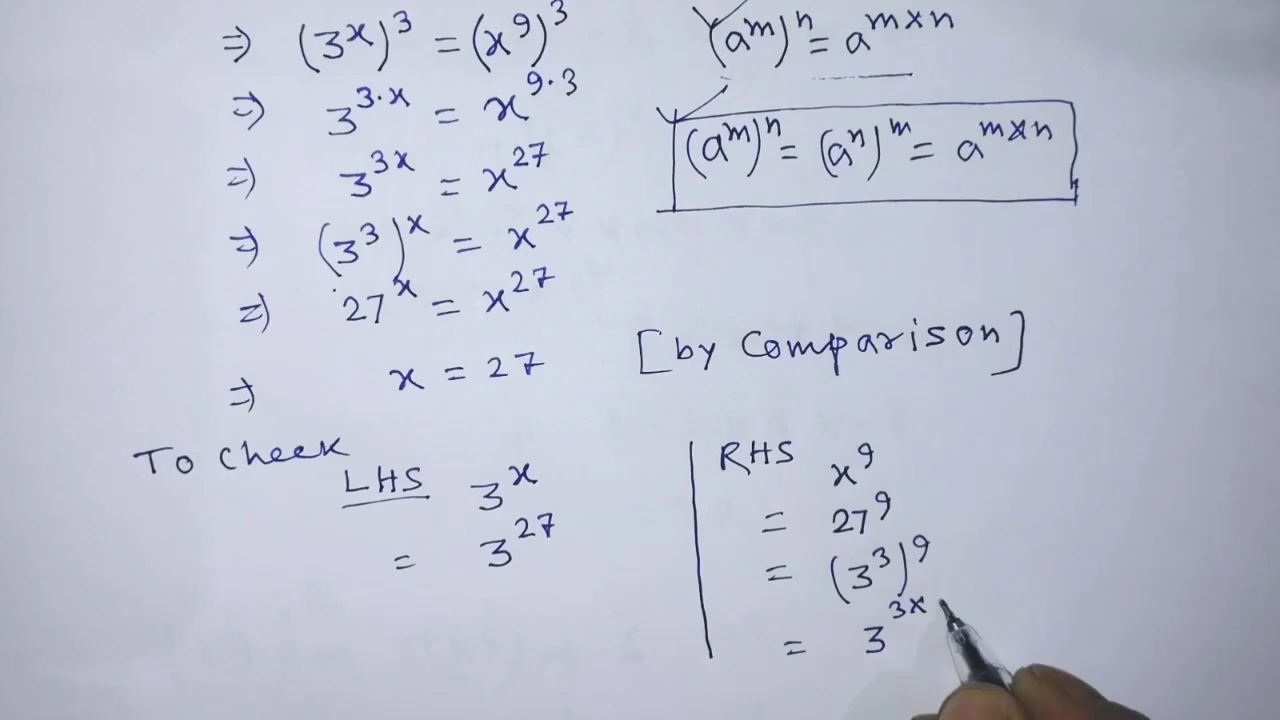 ⇒ (3^x)^3 = (x^9)^3
(a^m)^n = a^{m×n}
⇒ 3^{3·x} = x^{9·3}
(a^m)^n = (a^n)^m = a^{m×n}
⇒ 3^{3x} = x^{27}
⇒ (3^3)^x = x^{27}
⇒ 27^x = x^{27}
⇒ x = 27 [by comparison]
To check
LHS 3^x
= 3^{27}
RHS x^9
= 27^9
= (3^3)^9
= 3^{3×